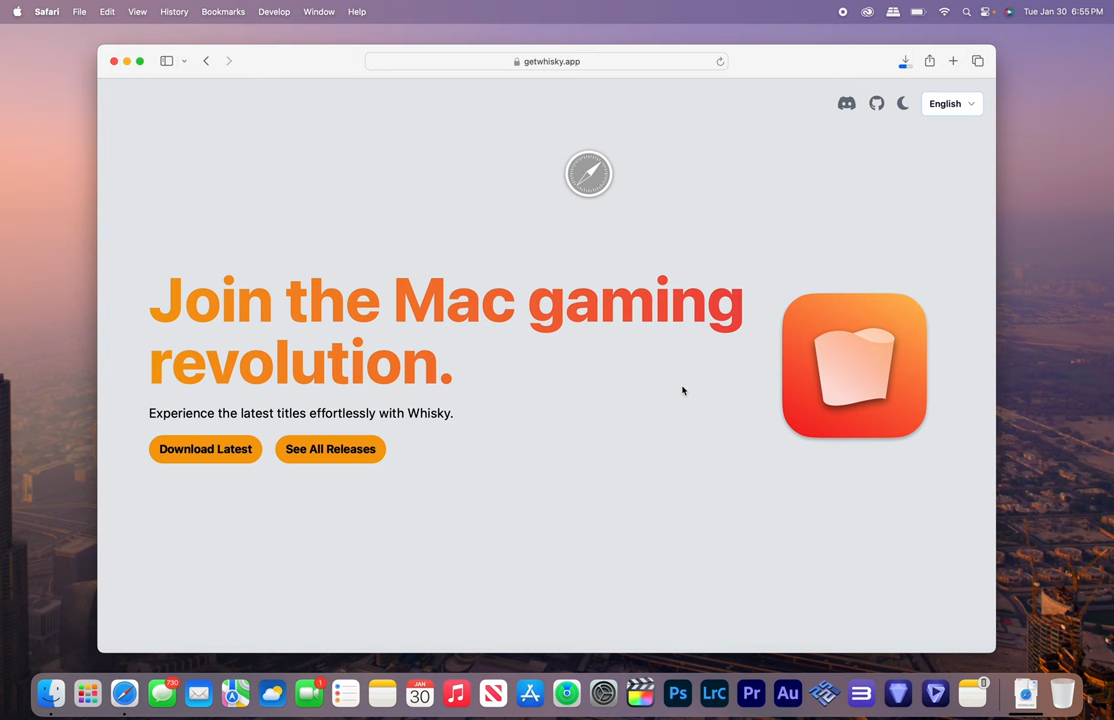 Safari File Edit View History Bookmarks Develop Window Help Tue Jan 30 6:55 PM
getwhisky.app
English
Join the Mac gaming
revolution.
Experience the latest titles effortlessly with Whisky.
Download Latest See All Releases
730 1 JAN
30 Ps LrC Pr Au